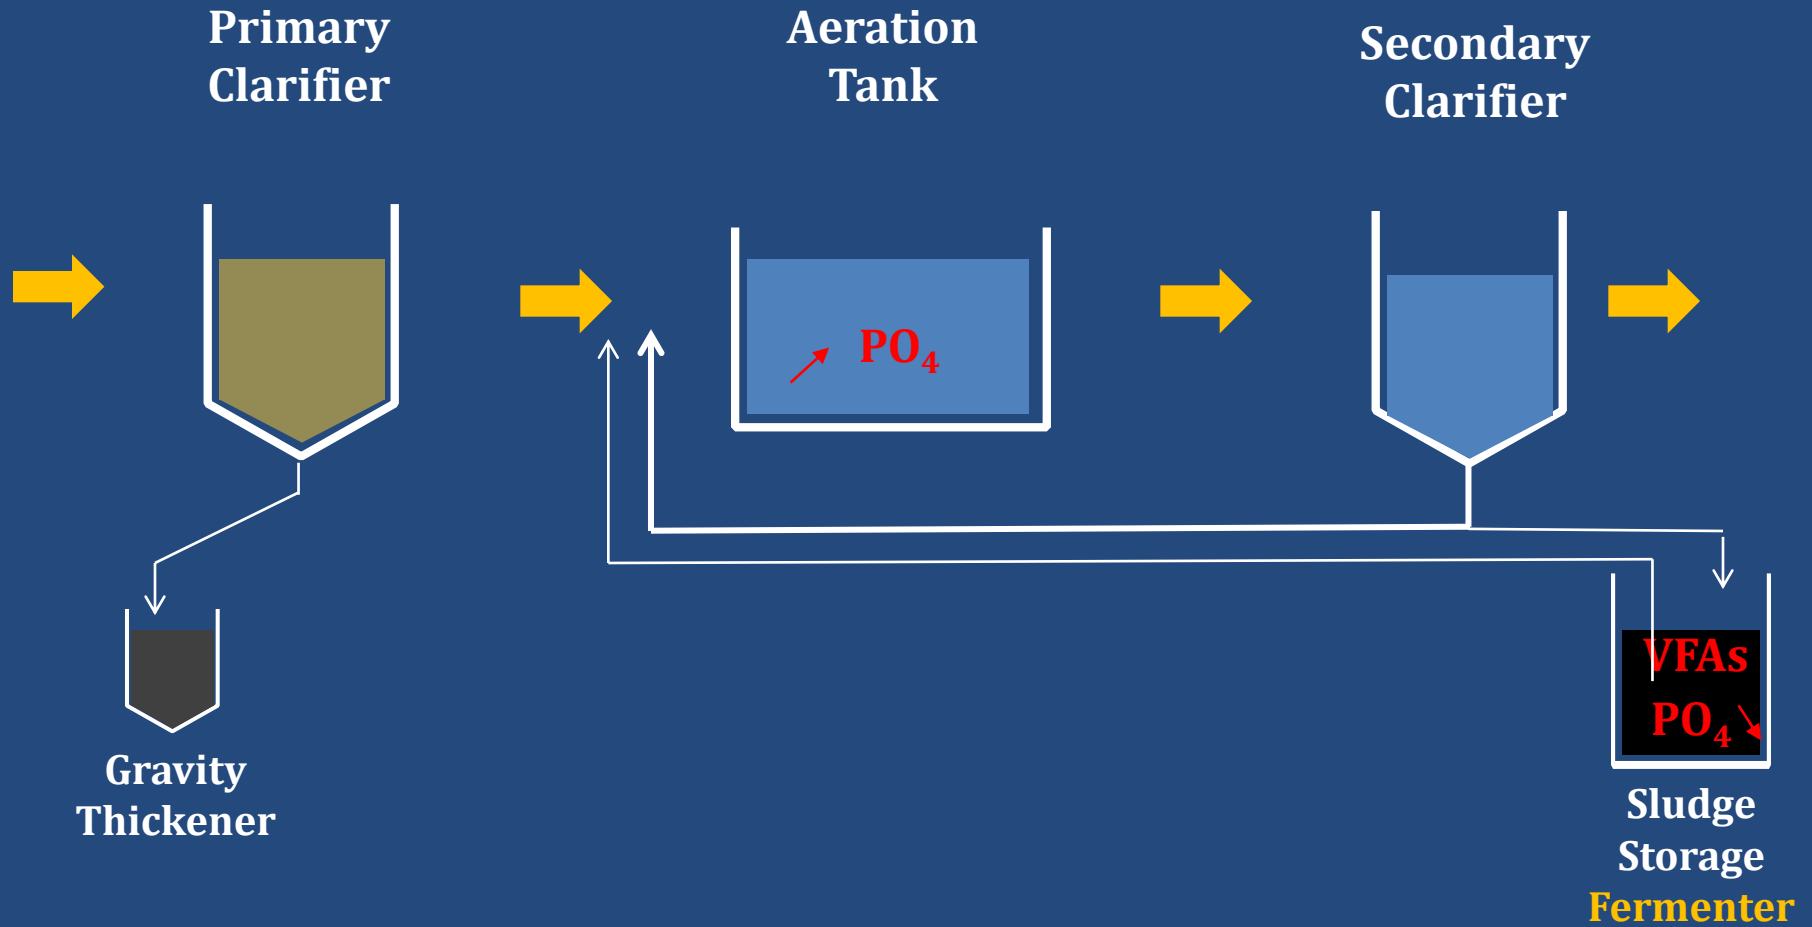 Primary
Clarifier
Aeration
Tank
Secondary
Clarifier
PO₄
VFAs
PO₄
Gravity
Thickener
Sludge
Storage
Fermenter